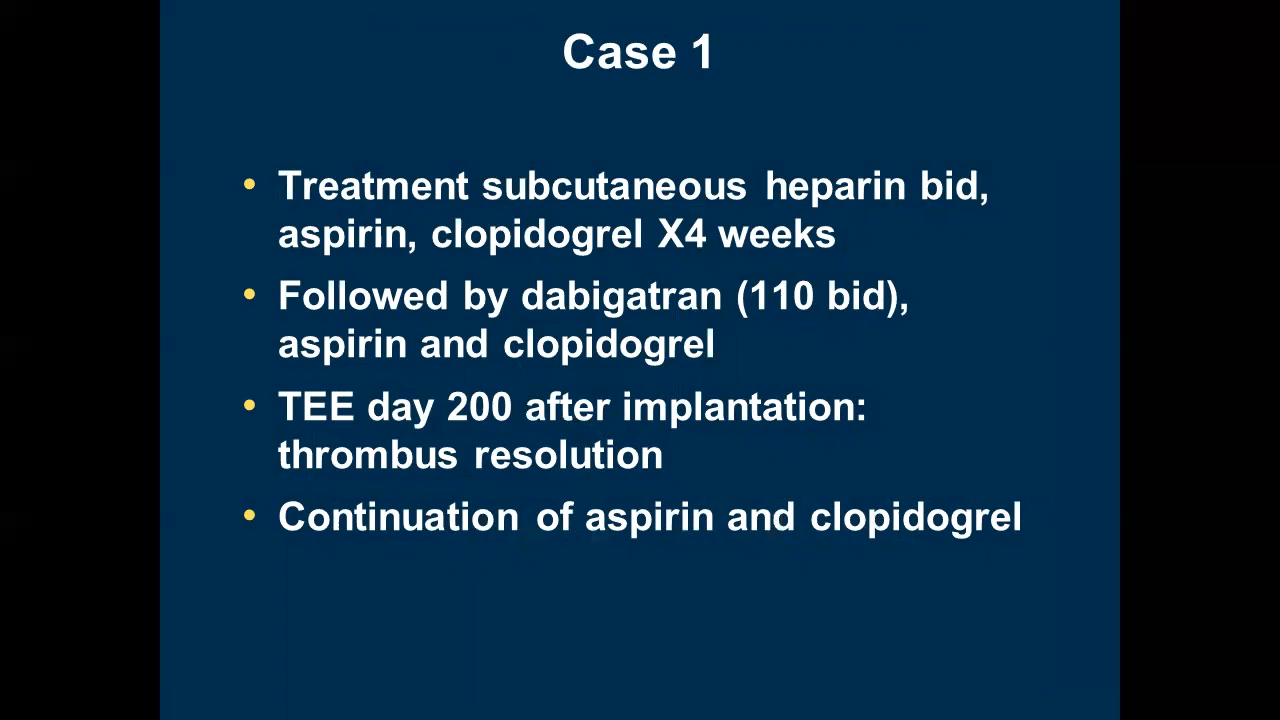 Case 1
• Treatment subcutaneous heparin bid,
aspirin, clopidogrel X4 weeks
• Followed by dabigatran (110 bid),
aspirin and clopidogrel
• TEE day 200 after implantation:
thrombus resolution
• Continuation of aspirin and clopidogrel